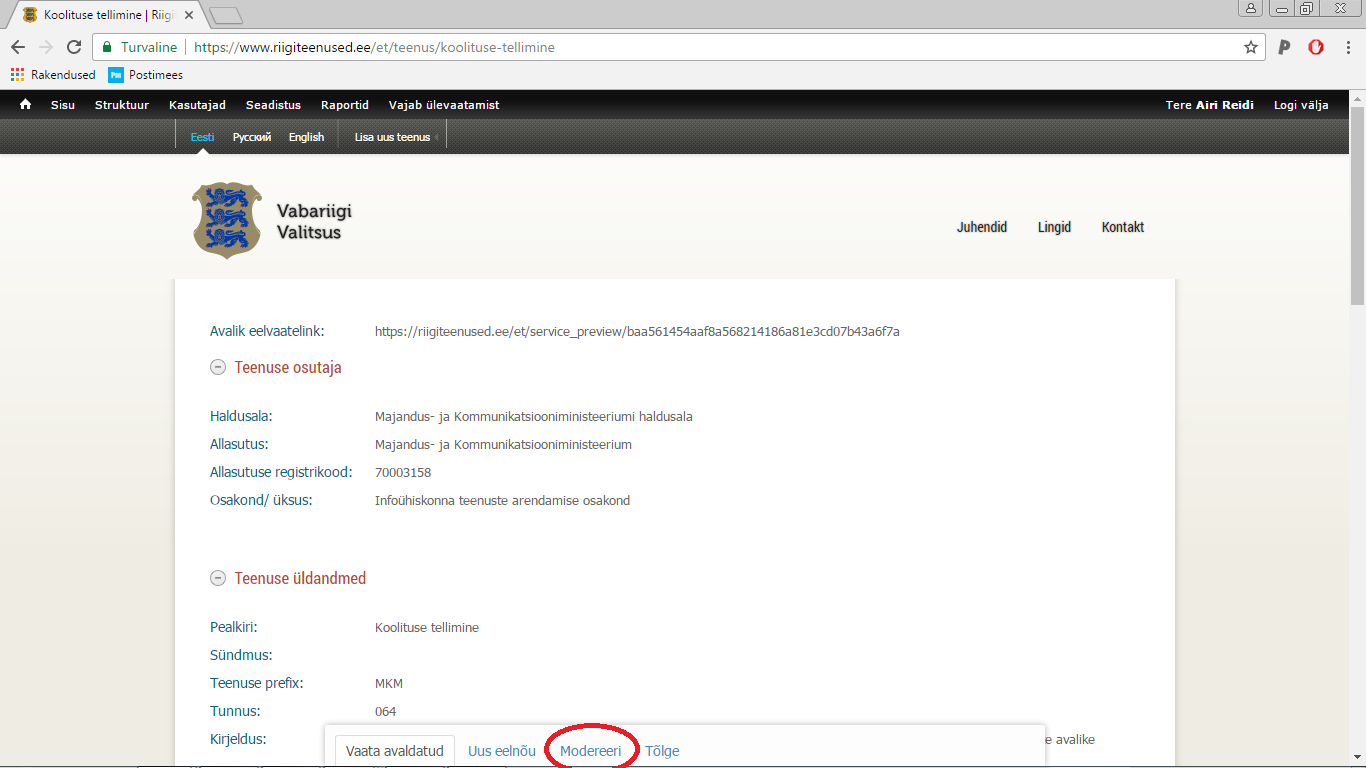 Koolituse tellimine | Riigi
Turvaline https://www.riigiteenused.ee/et/teenus/koolituse-tellimine
Rakendused Pm Postimees
Sisu Struktuur Kasutajad Seadistus Raportid Vajab ülevaatamist Tere Airi Reidi Logi välja
Eesti Русский English Lisa uus teenus
Vabariigi
Valitsus
Juhendid Lingid Kontakt
Avalik eelvaatelink: https://riigiteenused.ee/et/service_preview/baa561454aaf8a568214186a81e3cd07b43a6f7a
Teenuse osutaja
Haldusala: Majandus- ja Kommunikatsiooniministeeriumi haldusala
Allasutus: Majandus- ja Kommunikatsiooniministeerium
Allasutuse registrikood: 70003158
Osakond/ üksus: Infoühiskonna teenuste arendamise osakond
Teenuse üldandmed
Pealkiri: Koolituse tellimine
Sündmus:
Teenuse prefix: MKM
Tunnus: 064
Kirjeldus: e avalike
Vaata avaldatud Uus eelnõu Modereeri Tõlge